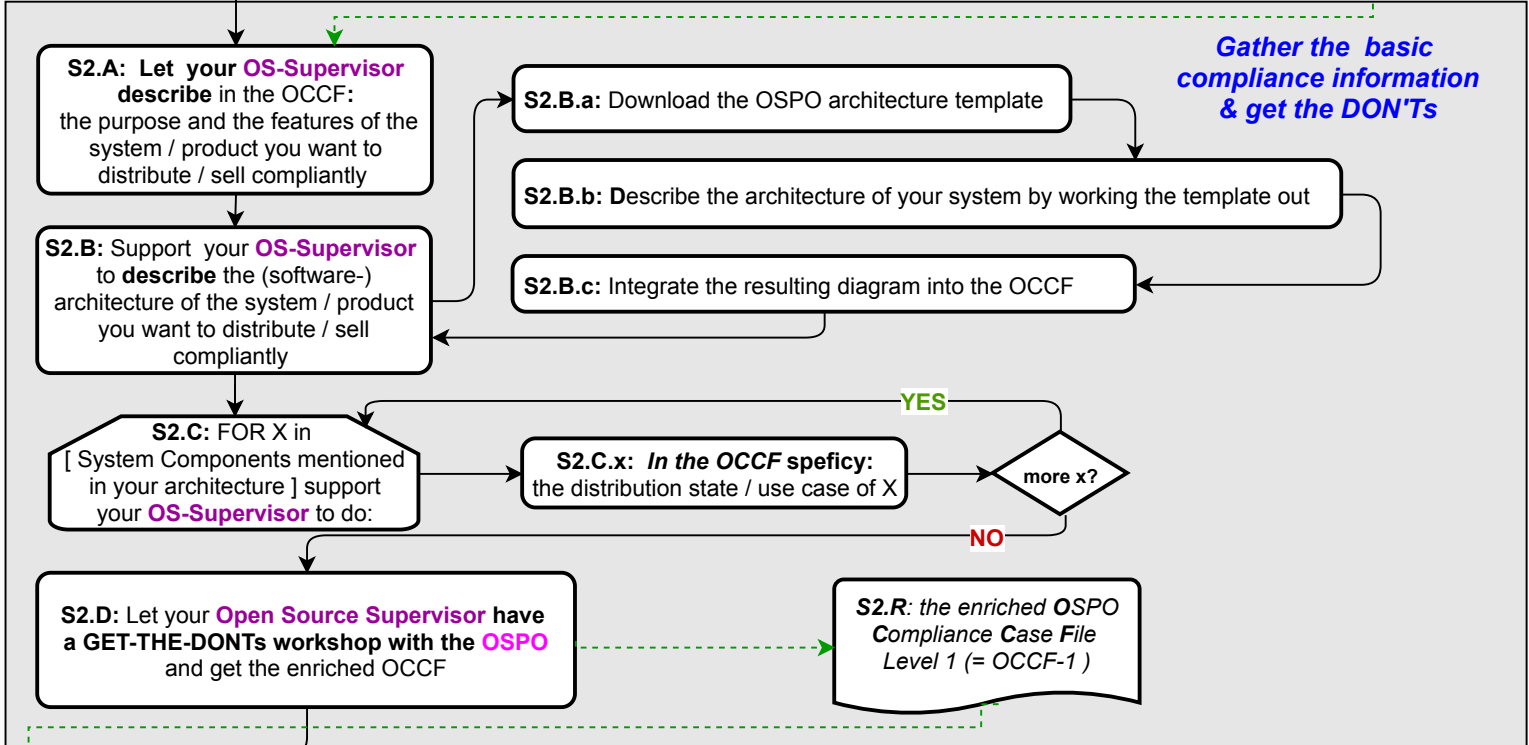 Gather the basic
compliance information
& get the DON'Ts
S2.A: Let your OS-Supervisor
describe in the OCCF:
the purpose and the features of the
system / product you want to
distribute / sell compliantly
S2.B.a: Download the OSPO architecture template
S2.B.b: Describe the architecture of your system by working the template out
S2.B: Support your OS-Supervisor
to describe the (software-)
architecture of the system / product
you want to distribute / sell
compliantly
S2.B.c: Integrate the resulting diagram into the OCCF
YES
S2.C: FOR X in
[ System Components mentioned
in your architecture ] support
your OS-Supervisor to do:
S2.C.x: In the OCCF speficy:
the distribution state / use case of X
more x?
NO
S2.D: Let your Open Source Supervisor have
a GET-THE-DONTs workshop with the OSPO
and get the enriched OCCF
S2.R: the enriched OSPO
Compliance Case File
Level 1 (= OCCF-1 )